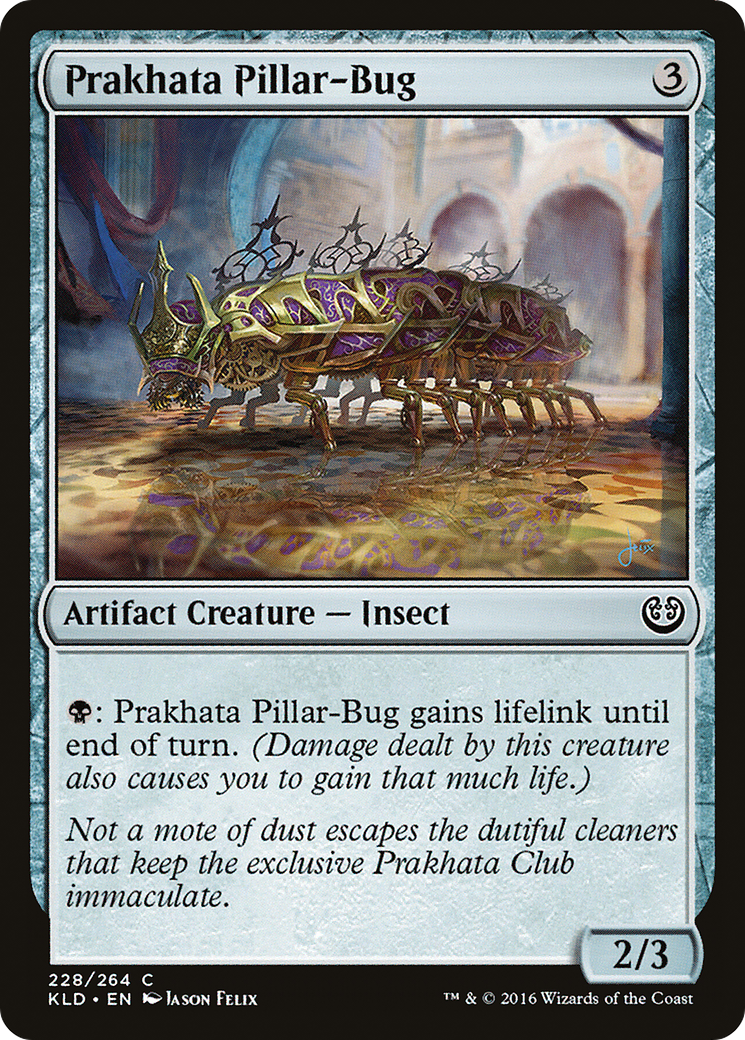 Prakhata Pillar-Bug 3
Jelix
Artifact Creature — Insect
: Prakhata Pillar-Bug gains lifelink until
end of turn. (Damage dealt by this creature
also causes you to gain that much life.)
Not a mote of dust escapes the dutiful cleaners
that keep the exclusive Prakhata Club
immaculate.
2/3
228/264 C
KLD • EN Jason Felix
™ & © 2016 Wizards of the Coast